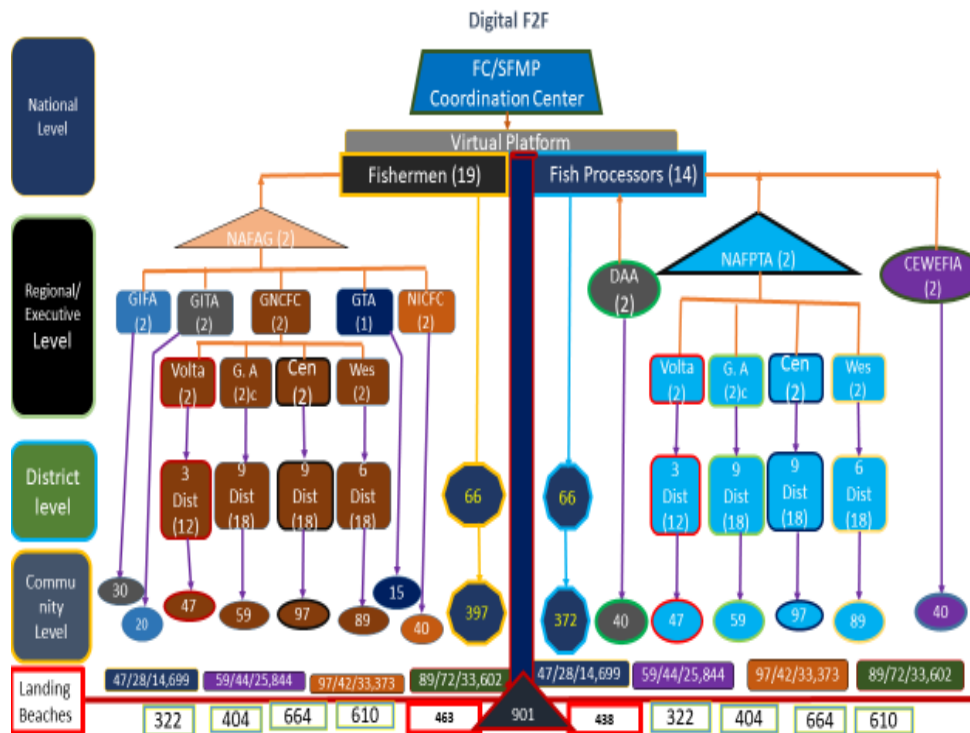 Digital F2F
National
Level
FC/SFMP
Coordination Center
Virtual Platform
Fishermen (19)
Fish Processors (14)
Regional/
Executive
Level
NAFAG (2)
NAFPTA (2)
DAA
(2)
CEWEFIA
(2)
GIFA
(2)
GITA
(2)
GNCFC
(2)
GTA
(1)
NICFC
(2)
Volta
(2)
G. A
(2)c
Cen
(2)
Wes
(2)
Volta
(2)
G. A
(2)c
Cen
(2)
Wes
(2)
District
level
3
Dist
(12)
9
Dist
(18)
9
Dist
(18)
6
Dist
(18)
66
66
3
Dist
(12)
9
Dist
(18)
9
Dist
(18)
6
Dist
(18)
Commu
nity
Level
30
20
47
59
97
89
15
40
397
372
40
47
59
97
89
40
Landing
Beaches
47/28/14,699
59/44/25,844
97/42/33,373
89/72/33,602
47/28/14,699
59/44/25,844
97/42/33,373
89/72/33,602
322
404
664
610
463
901
438
322
404
664
610